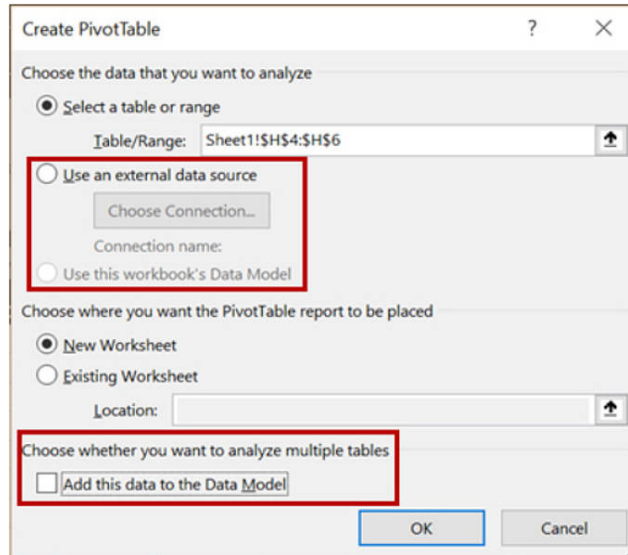 Create PivotTable ? ×
Choose the data that you want to analyze
Select a table or range
Table/Range: Sheet1!$H$4:$H$6
Use an external data source
Choose Connection...
Connection name:
Use this workbook's Data Model
Choose where you want the PivotTable report to be placed
New Worksheet
Existing Worksheet
Location:
Choose whether you want to analyze multiple tables
Add this data to the Data Model
OK Cancel